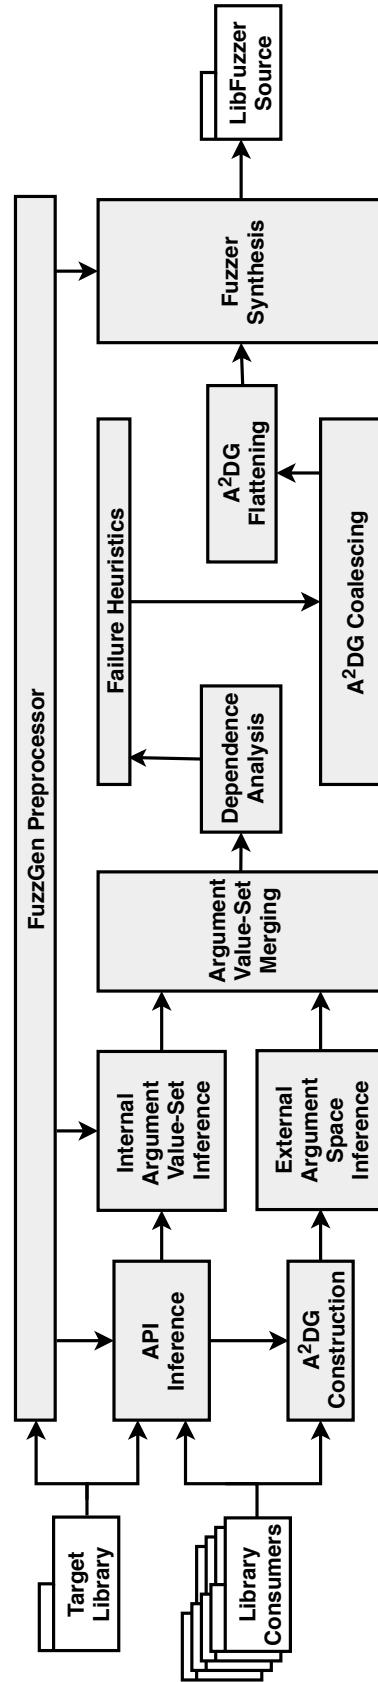 Target
Library
Library
Consumers
FuzzGen Preprocessor
API
Inference
A²DG
Construction
Internal
Argument
Value-Set
Inference
External
Argument
Space
Inference
Argument
Value-Set
Merging
Dependence
Analysis
Failure Heuristics
A²DG Coalescing
A²DG
Flattening
Fuzzer
Synthesis
LibFuzzer
Source